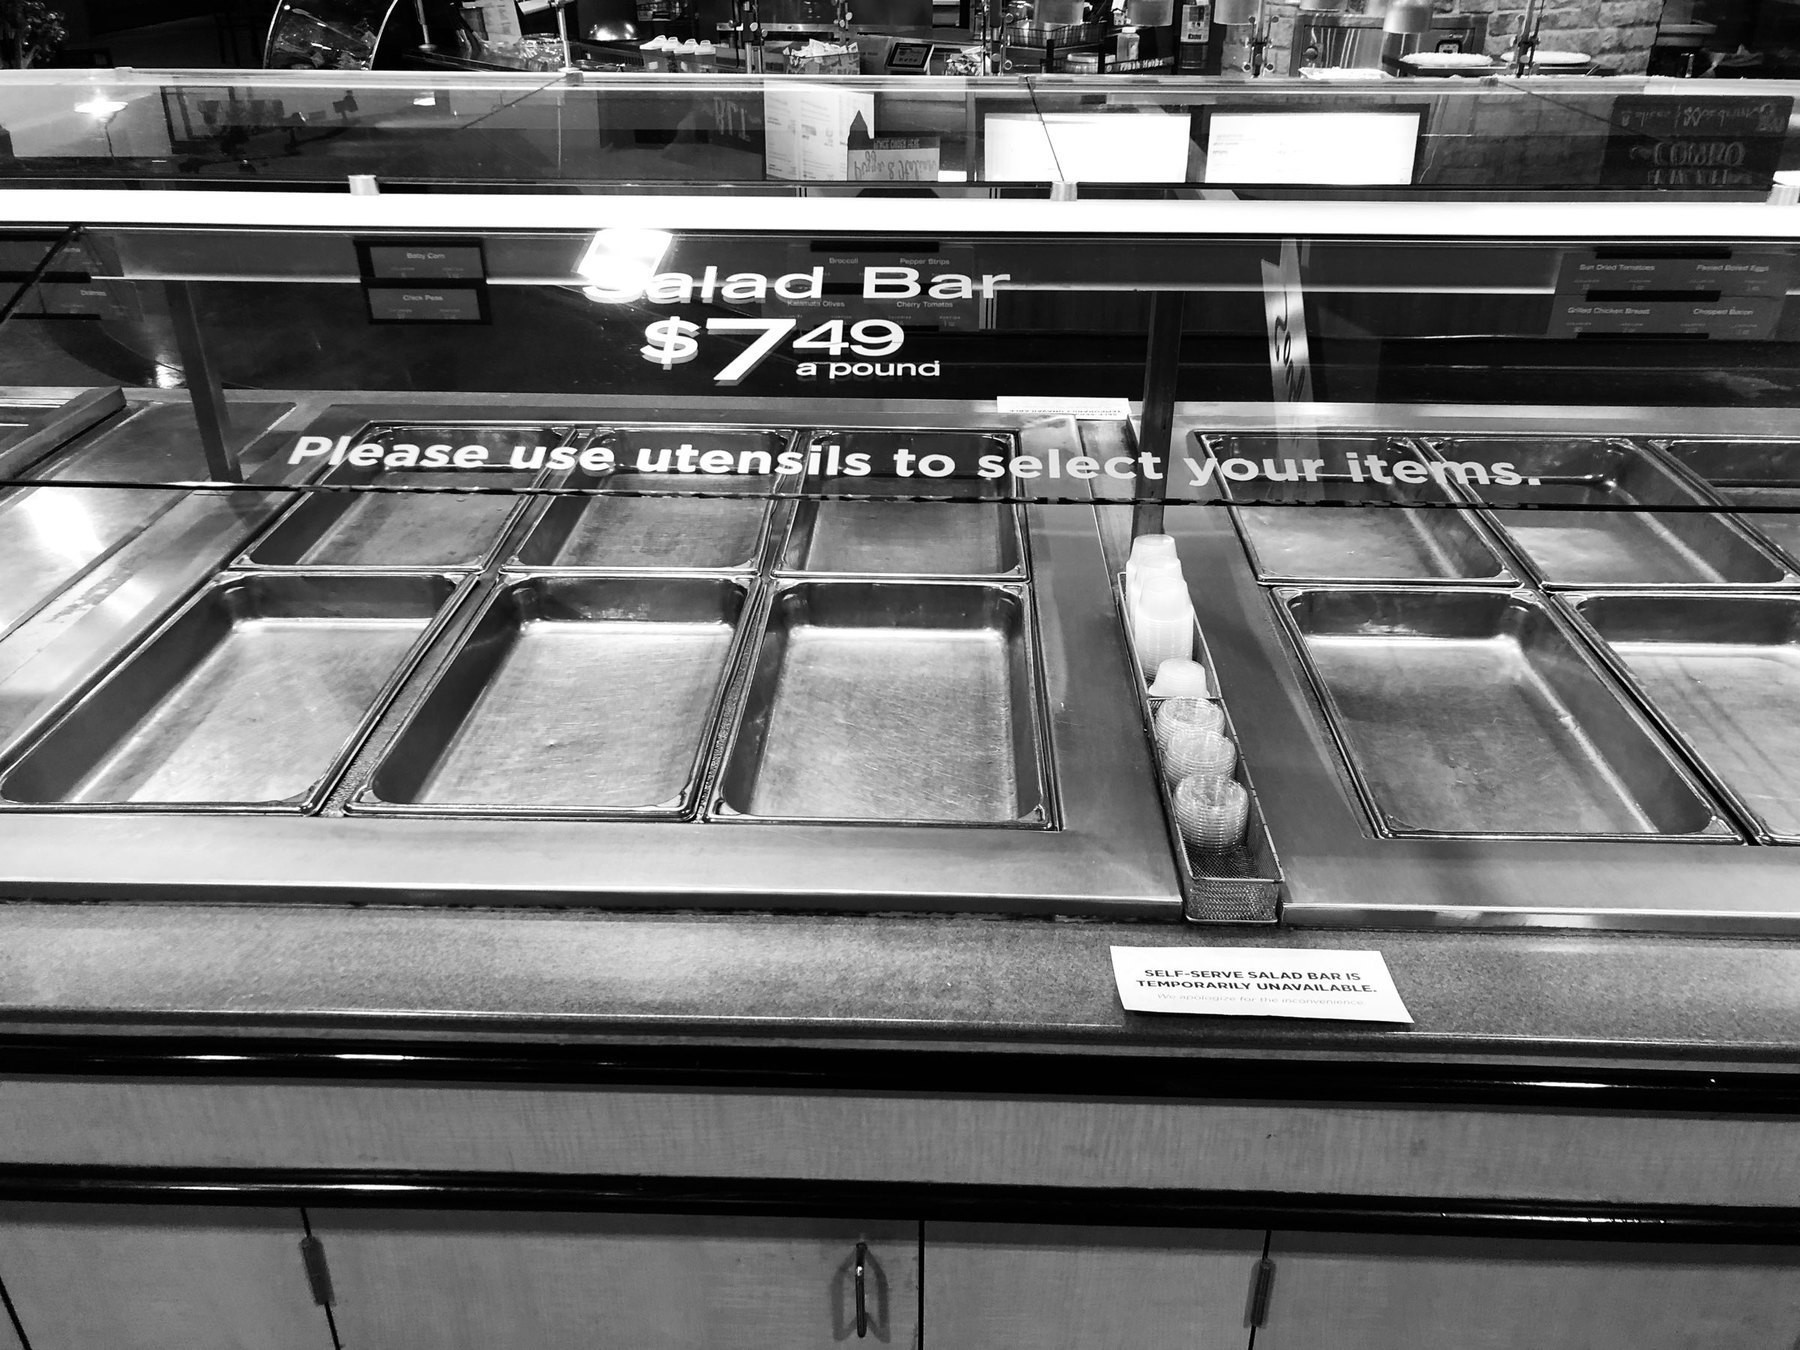 Baby Corn
Chick Peas
Broccoli
Pepper Strips
Kalamata Olives
Cherry Tomatoes
Sun Dried Tomatoes
Peeled Boiled Eggs
Grilled Chicken Breast
Chopped Bacon
Salad Bar
$7 49
a pound
Please use utensils to select your items.
SELF-SERVE SALAD BAR IS
TEMPORARILY UNAVAILABLE.
We apologize for the inconvenience.